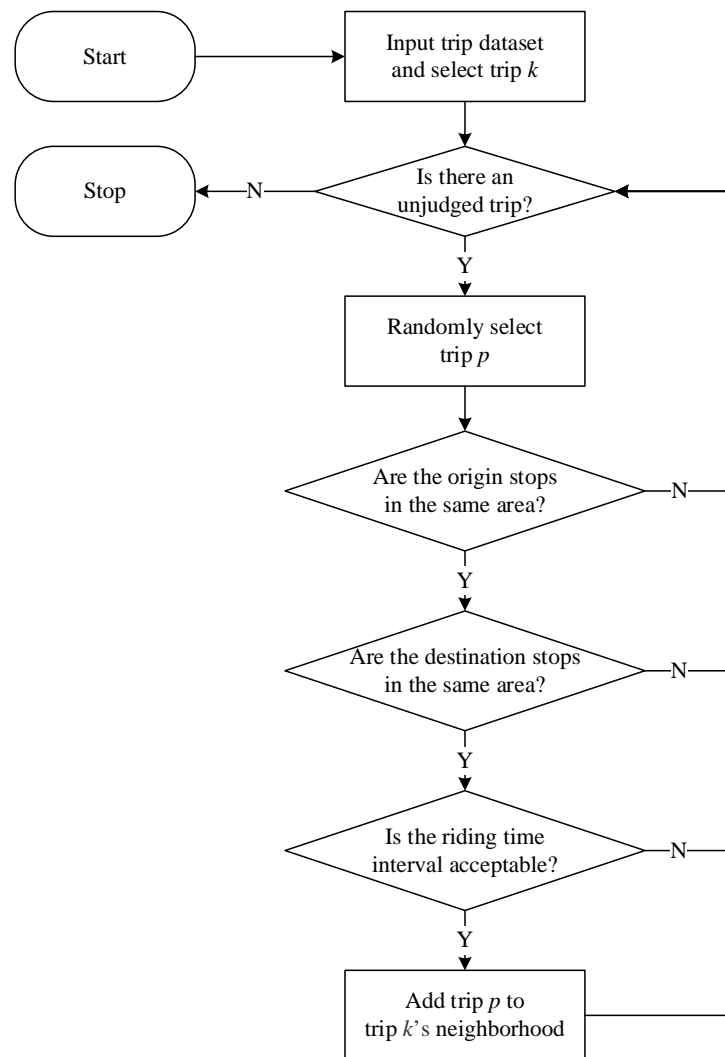 Start
Input trip dataset
and select trip k
Stop
N
Is there an
unjudged trip?
Y
Randomly select
trip p
Are the origin stops
in the same area?
N
Y
Are the destination stops
in the same area?
N
Y
Is the riding time
interval acceptable?
N
Y
Add trip p to
trip k's neighborhood